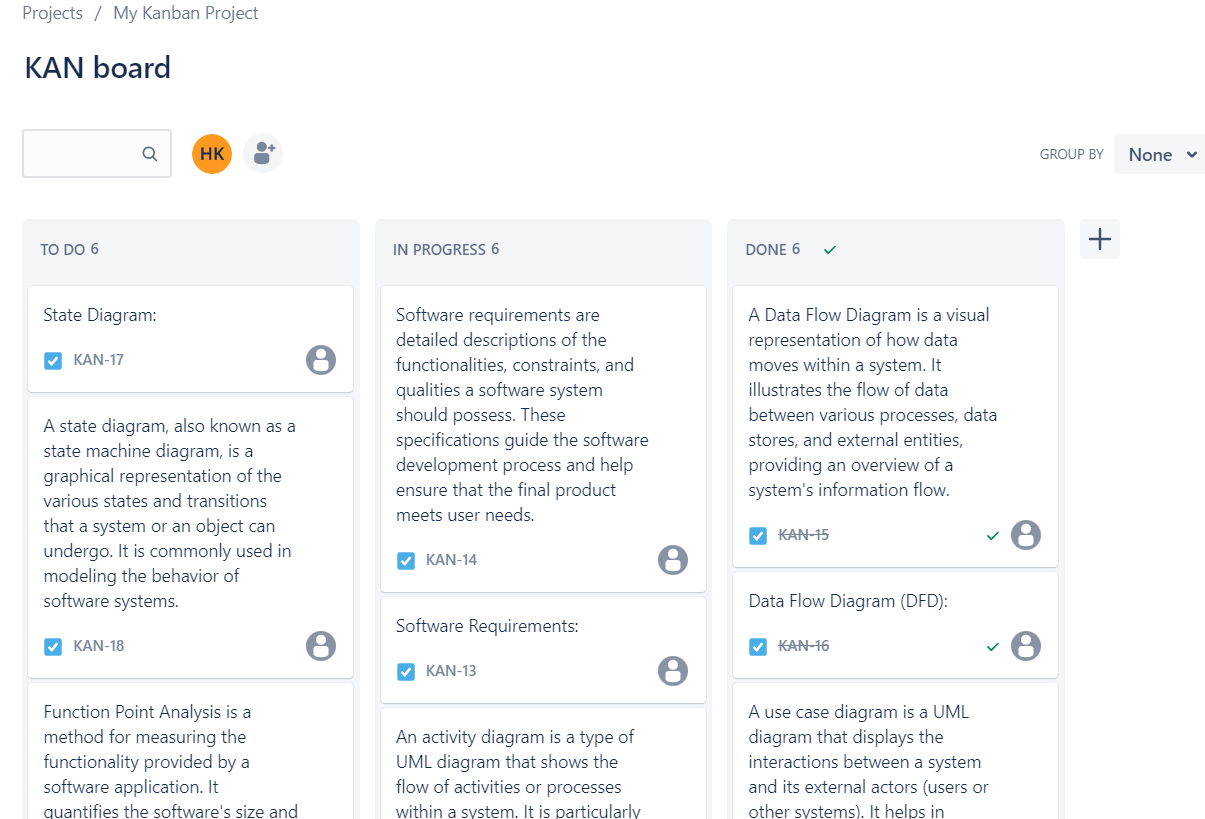 Projects / My Kanban Project
KAN board
HK
GROUP BY None
TO DO 6
State Diagram:
KAN-17
A state diagram, also known as a
state machine diagram, is a
graphical representation of the
various states and transitions
that a system or an object can
undergo. It is commonly used in
modeling the behavior of
software systems.
KAN-18
Function Point Analysis is a
method for measuring the
functionality provided by a
software application. It
quantifies the software's size and
IN PROGRESS 6
Software requirements are
detailed descriptions of the
functionalities, constraints, and
qualities a software system
should possess. These
specifications guide the software
development process and help
ensure that the final product
meets user needs.
KAN-14
Software Requirements:
KAN-13
An activity diagram is a type of
UML diagram that shows the
flow of activities or processes
within a system. It is particularly
DONE 6
A Data Flow Diagram is a visual
representation of how data
moves within a system. It
illustrates the flow of data
between various processes, data
stores, and external entities,
providing an overview of a
system's information flow.
KAN-15
Data Flow Diagram (DFD):
KAN-16
A use case diagram is a UML
diagram that displays the
interactions between a system
and its external actors (users or
other systems). It helps in